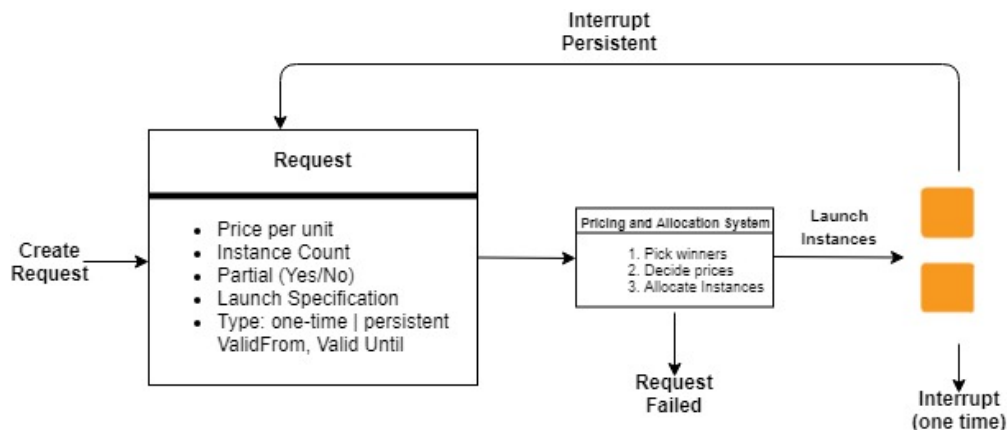 Interrupt
Persistent
Request
• Price per unit
• Instance Count
• Partial (Yes/No)
• Launch Specification
• Type: one-time | persistent
ValidFrom, Valid Until
Create
Request
Pricing and Allocation System
1. Pick winners
2. Decide prices
3. Allocate Instances
Launch
Instances
Request
Failed
Interrupt
(one time)